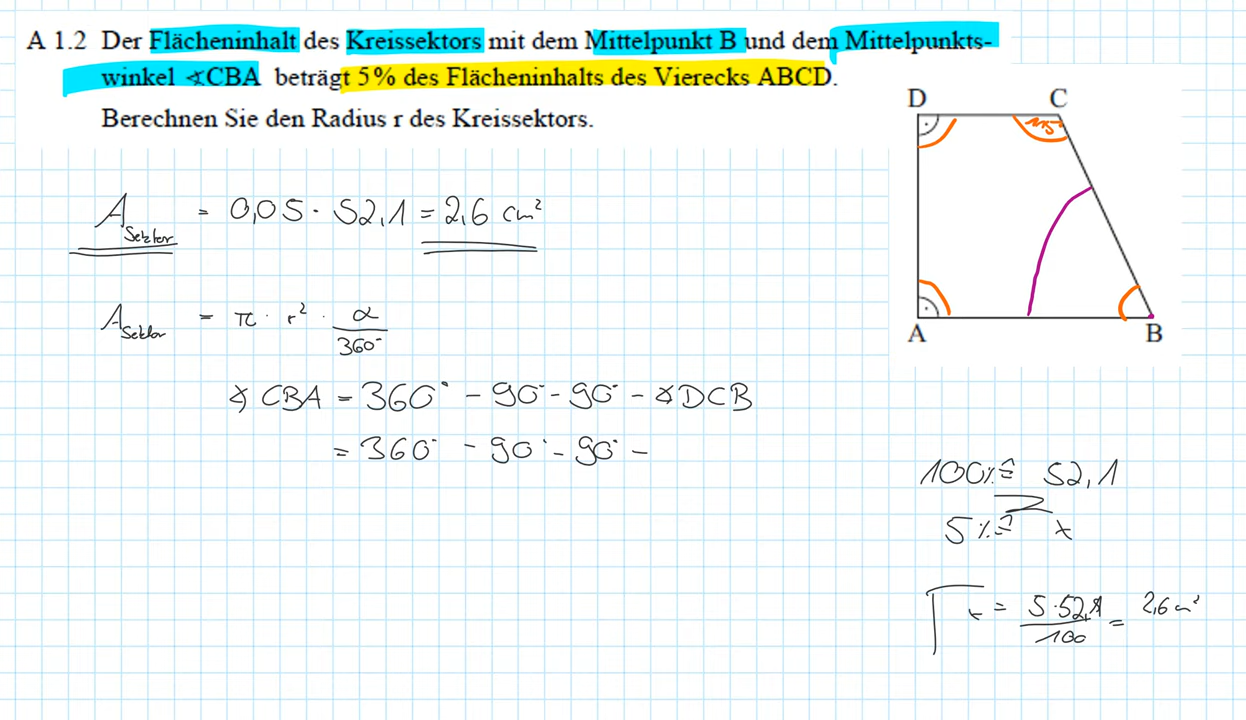 A 1.2 Der Flächeninhalt des Kreissektors mit dem Mittelpunkt B und dem Mittelpunkts-
winkel ∢CBA beträgt 5% des Flächeninhalts des Vierecks ABCD.
Berechnen Sie den Radius r des Kreissektors.
D C
115°
A B
A_Sektor = 0,05 · 52,1 = 2,6 cm²
A_Sektor = π · r² · α/360°
∢ CBA = 360° - 90° - 90° - ∢DCB
= 360° - 90° - 90° -
100% ≙ 52,1
5% ≙ x
x = 5·52,1/100 = 2,6 cm²